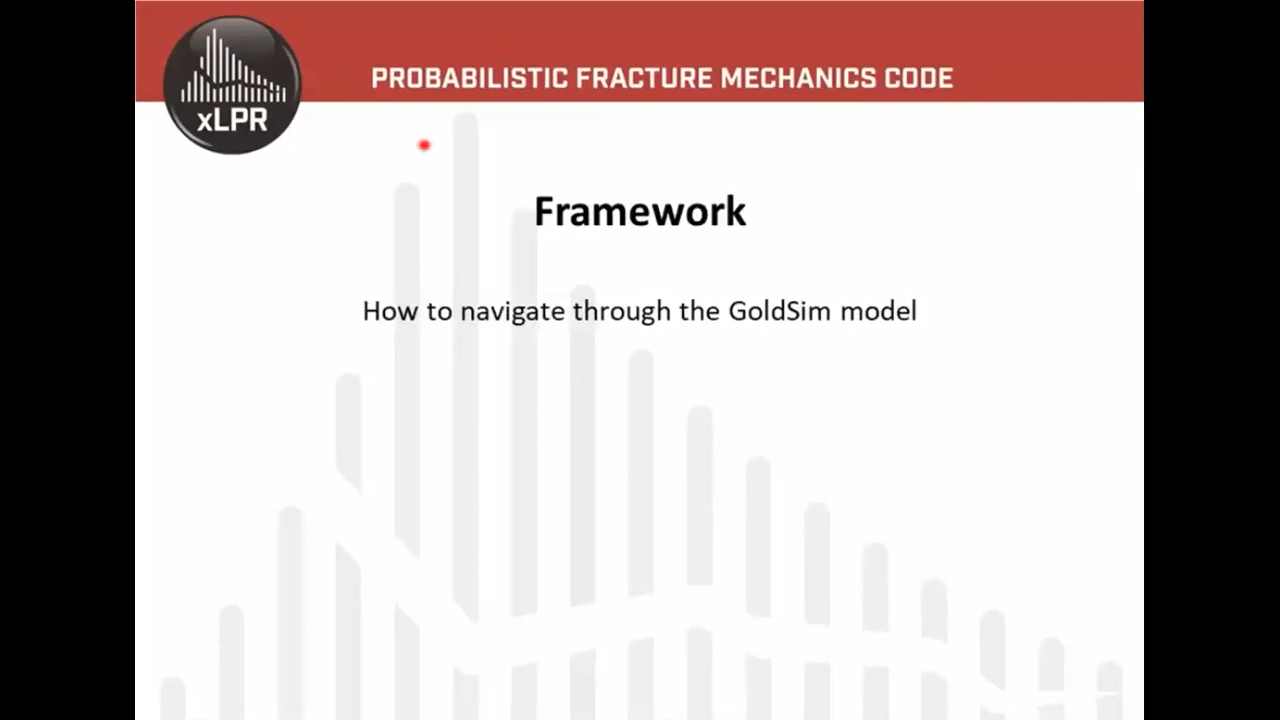 xLPR
PROBABILISTIC FRACTURE MECHANICS CODE
Framework
How to navigate through the GoldSim model